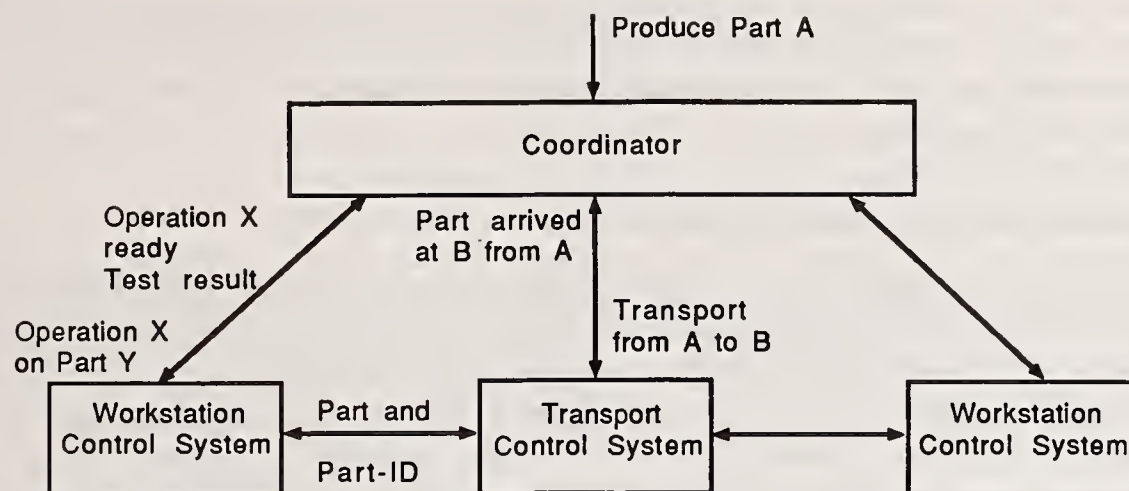 Produce Part A
Coordinator
Operation X
ready
Test result
Part arrived
at B from A
Operation X
on Part Y
Transport
from A to B
Workstation
Control System
Part and
Part-ID
Transport
Control System
Workstation
Control System